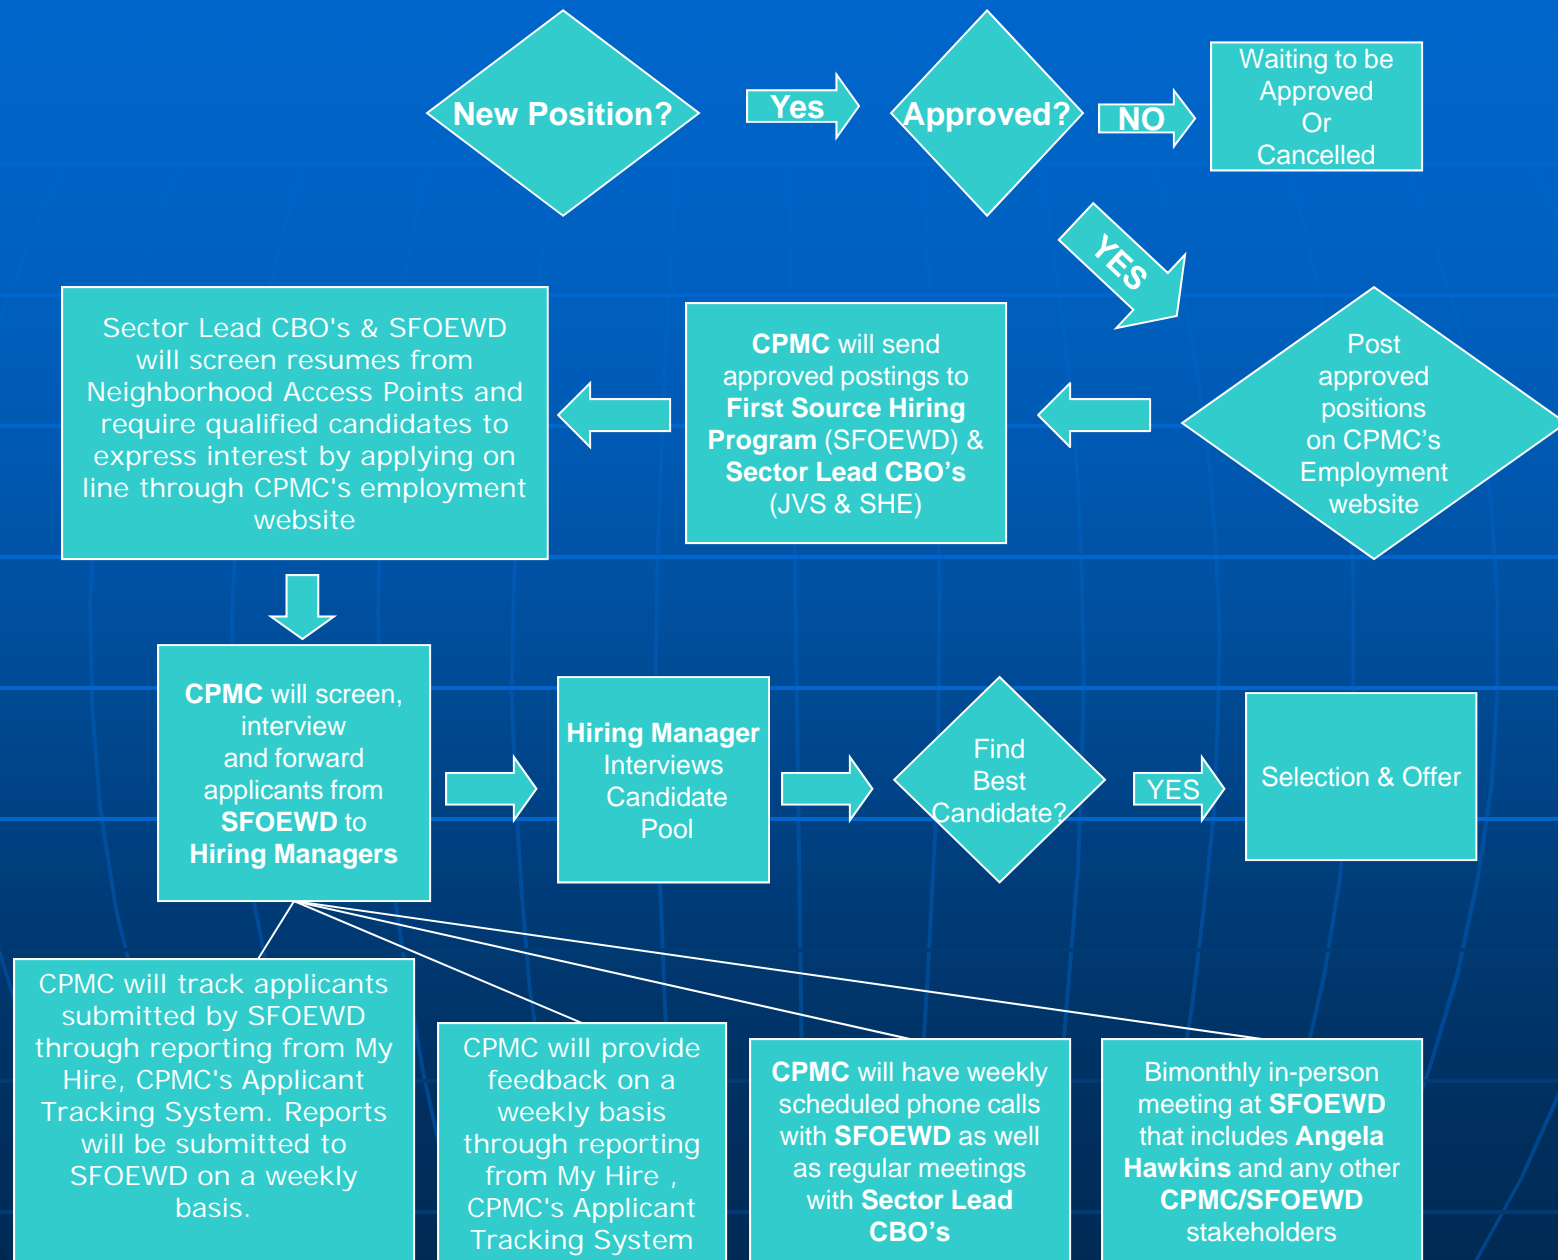 New Position?
Yes
Approved?
NO
Waiting to be
Approved
Or
Cancelled
YES
Post
approved
positions
on CPMC’s
Employment
website
CPMC will send
approved postings to
First Source Hiring
Program (SFOEWD) &
Sector Lead CBO’s
(JVS & SHE)
Sector Lead CBO's & SFOEWD
will screen resumes from
Neighborhood Access Points and
require qualified candidates to
express interest by applying on
line through CPMC's employment
website
CPMC will screen,
interview
and forward
applicants from
SFOEWD to
Hiring Managers
Hiring Manager
Interviews
Candidate
Pool
Find
Best
Candidate?
YES
Selection & Offer
CPMC will track applicants
submitted by SFOEWD
through reporting from My
Hire, CPMC's Applicant
Tracking System. Reports
will be submitted to
SFOEWD on a weekly
basis.
CPMC will provide
feedback on a
weekly basis
through reporting
from My Hire ,
CPMC's Applicant
Tracking System
CPMC will have weekly
scheduled phone calls
with SFOEWD as well
as regular meetings
with Sector Lead
CBO’s
Bimonthly in-person
meeting at SFOEWD
that includes Angela
Hawkins and any other
CPMC/SFOEWD
stakeholders